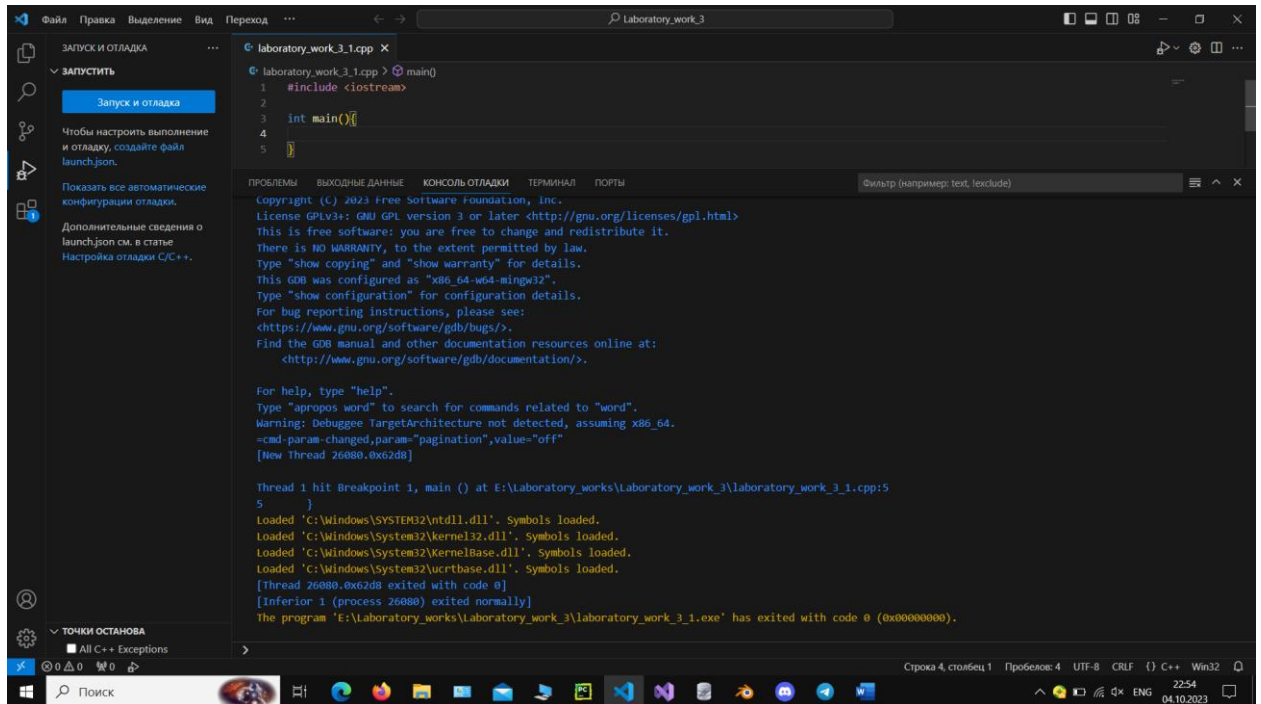 Файл Правка Выделение Вид Переход ··· Laboratory_work_3
ЗАПУСК И ОТЛАДКА ···
ЗАПУСТИТЬ
Запуск и отладка
Чтобы настроить выполнение
и отладку, создайте файл
launch.json.
Показать все автоматические
конфигурации отладки.
Дополнительные сведения о
launch.json см. в статье
Настройка отладки C/C++.
1
ТОЧКИ ОСТАНОВА
All C++ Exceptions
laboratory_work_3_1.cpp
laboratory_work_3_1.cpp > main()
1 #include <iostream>
2
3 int main(){
4
5 }
ПРОБЛЕМЫ ВЫХОДНЫЕ ДАННЫЕ КОНСОЛЬ ОТЛАДКИ ТЕРМИНАЛ ПОРТЫ Фильтр (например: text, !exclude)
Copyright (C) 2023 Free Software Foundation, Inc.
License GPLv3+: GNU GPL version 3 or later <http://gnu.org/licenses/gpl.html>
This is free software: you are free to change and redistribute it.
There is NO WARRANTY, to the extent permitted by law.
Type "show copying" and "show warranty" for details.
This GDB was configured as "x86_64-w64-mingw32".
Type "show configuration" for configuration details.
For bug reporting instructions, please see:
<https://www.gnu.org/software/gdb/bugs/>.
Find the GDB manual and other documentation resources online at:
<http://www.gnu.org/software/gdb/documentation/>.
For help, type "help".
Type "apropos word" to search for commands related to "word".
Warning: Debuggee TargetArchitecture not detected, assuming x86_64.
=cmd-param-changed,param="pagination",value="off"
[New Thread 26080.0x62d8]
Thread 1 hit Breakpoint 1, main () at E:\Laboratory_works\Laboratory_work_3\laboratory_work_3_1.cpp:5
5 }
Loaded 'C:\Windows\SYSTEM32\ntdll.dll'. Symbols loaded.
Loaded 'C:\Windows\System32\kernel32.dll'. Symbols loaded.
Loaded 'C:\Windows\System32\KernelBase.dll'. Symbols loaded.
Loaded 'C:\Windows\System32\ucrtbase.dll'. Symbols loaded.
[Thread 26080.0x62d8 exited with code 0]
[Inferior 1 (process 26080) exited normally]
The program 'E:\Laboratory_works\Laboratory_work_3\laboratory_work_3_1.exe' has exited with code 0 (0x00000000).
>
0 0 0 Строка 4, столбец 1 Пробелов: 4 UTF-8 CRLF {} C++ Win32
Поиск ENG 22:54
04.10.2023